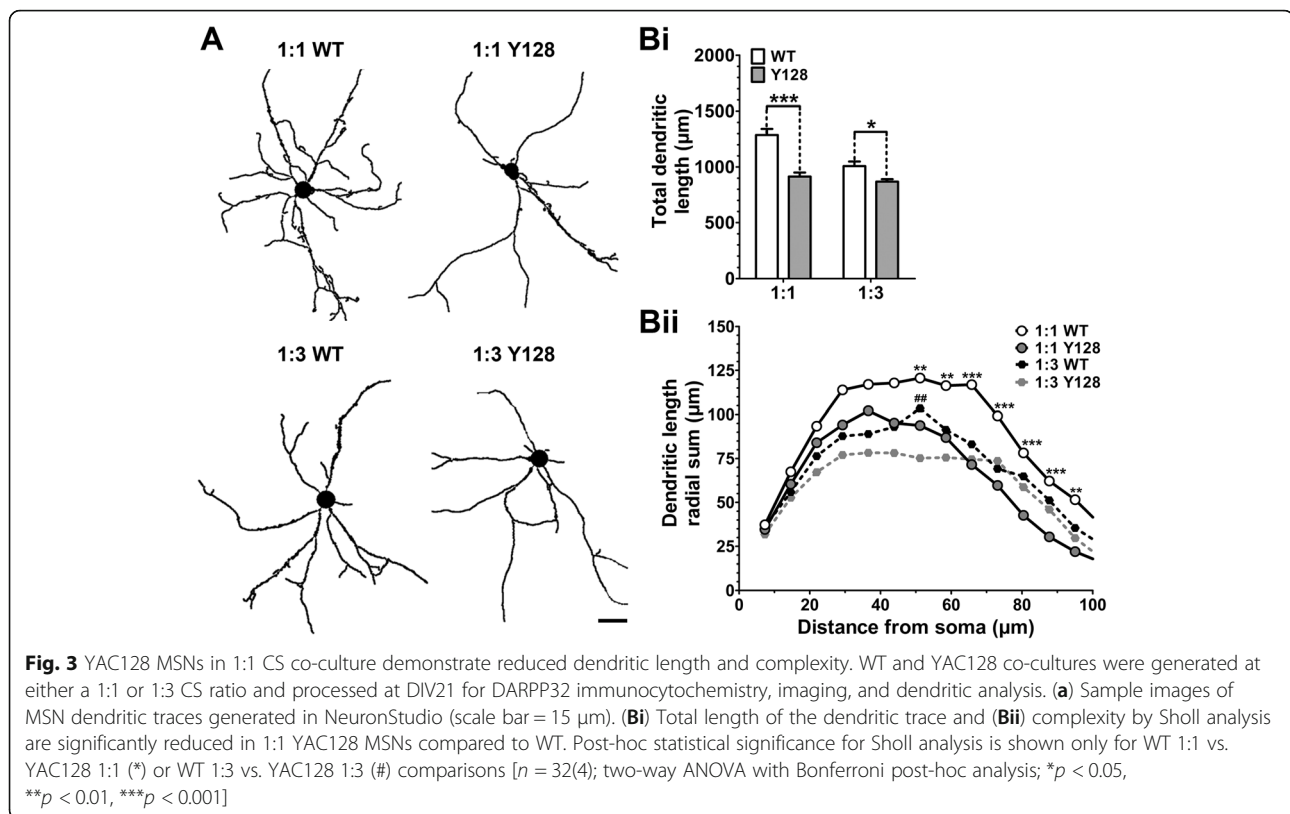 A
1:1 WT
1:1 Y128
1:3 WT
1:3 Y128
Bi
Total dendritic
length (µm)
2000
1500
1000
500
0
WT
Y128
***
*
1:1
1:3
Bii
Dendritic length
radial sum (µm)
150
125
100
75
50
25
0
1:1 WT
1:1 Y128
1:3 WT
1:3 Y128
**
**
***
***
***
***
**
##
0
20
40
60
80
100
Distance from soma (µm)
Fig. 3 YAC128 MSNs in 1:1 CS co-culture demonstrate reduced dendritic length and complexity. WT and YAC128 co-cultures were generated at
either a 1:1 or 1:3 CS ratio and processed at DIV21 for DARPP32 immunocytochemistry, imaging, and dendritic analysis. (a) Sample images of
MSN dendritic traces generated in NeuronStudio (scale bar = 15 µm). (Bi) Total length of the dendritic trace and (Bii) complexity by Sholl analysis
are significantly reduced in 1:1 YAC128 MSNs compared to WT. Post-hoc statistical significance for Sholl analysis is shown only for WT 1:1 vs.
YAC128 1:1 (*) or WT 1:3 vs. YAC128 1:3 (#) comparisons [n = 32(4); two-way ANOVA with Bonferroni post-hoc analysis; *p < 0.05,
**p < 0.01, ***p < 0.001]